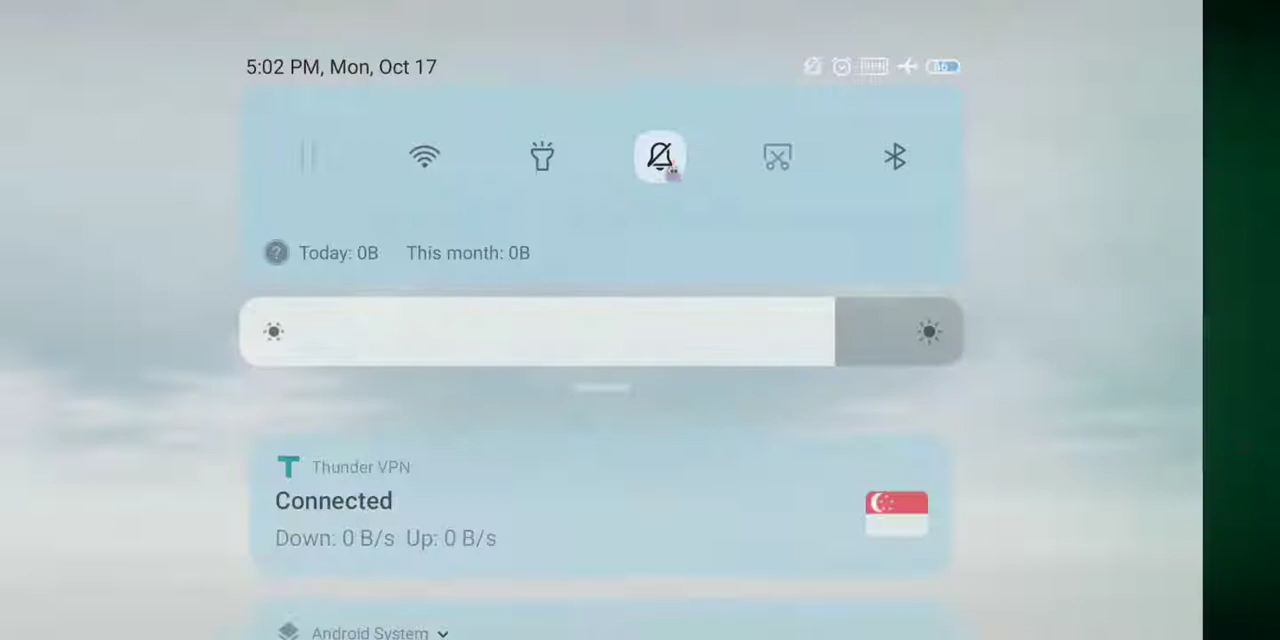 5:02 PM, Mon, Oct 17
Today: 0B This month: 0B
Thunder VPN
Connected
Down: 0 B/s Up: 0 B/s
Android System